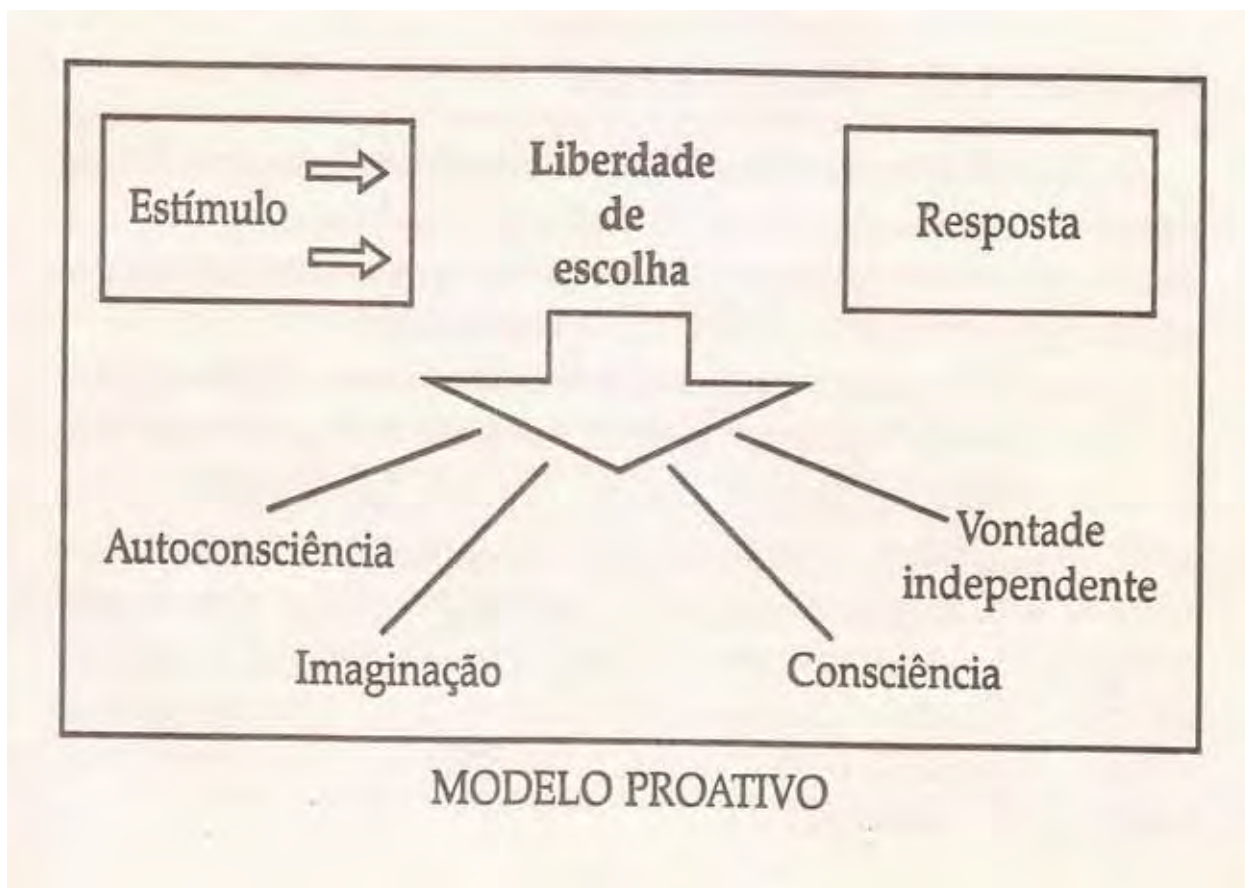 Estímulo
Liberdade
de
escolha
Resposta
Autoconsciência
Imaginação
Consciência
Vontade
independente
MODELO PROATIVO